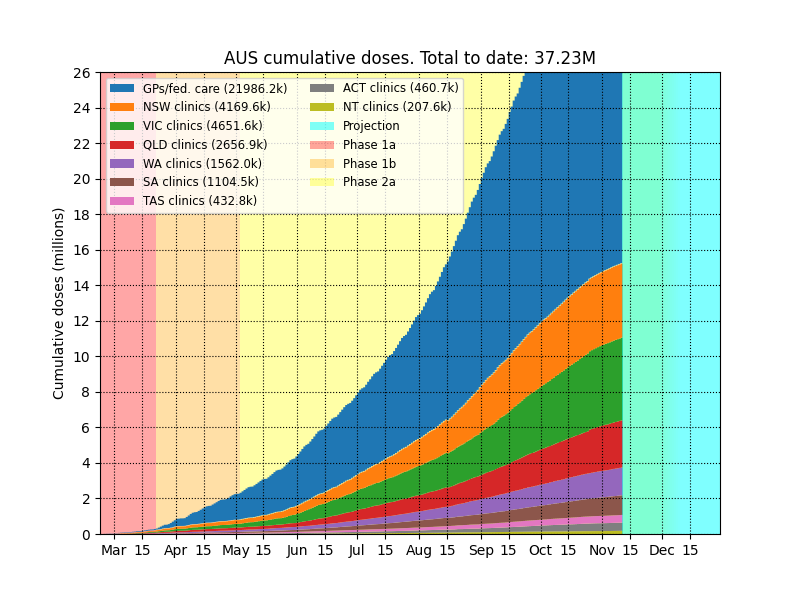 AUS cumulative doses. Total to date: 37.23M
Cumulative doses (millions)
26
24
22
20
18
16
14
12
10
8
6
4
2
0
GPs/fed. care (21986.2k)
NSW clinics (4169.6k)
VIC clinics (4651.6k)
QLD clinics (2656.9k)
WA clinics (1562.0k)
SA clinics (1104.5k)
TAS clinics (432.8k)
ACT clinics (460.7k)
NT clinics (207.6k)
Projection
Phase 1a
Phase 1b
Phase 2a
Mar 15 Apr 15 May 15 Jun 15 Jul 15 Aug 15 Sep 15 Oct 15 Nov 15 Dec 15